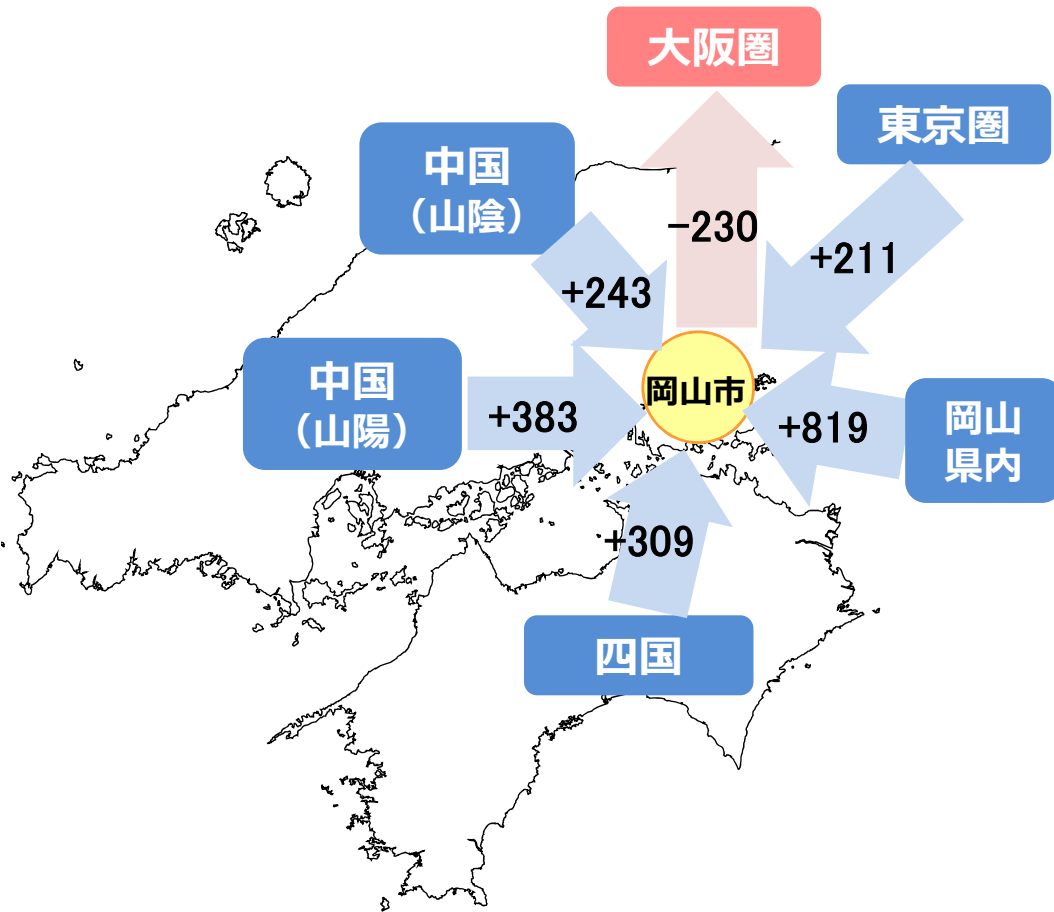 大阪圏
東京圏
中国
（山陰）
-230
+211
+243
中国
（山陽）
岡山市
+383
+819
岡山
県内
+309
四国